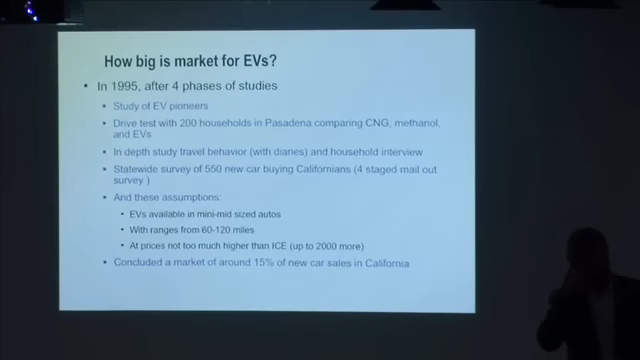 How big is market for EVs?
• In 1995, after 4 phases of studies
• Study of EV pioneers
• Drive test with 200 households in Pasadena comparing CNG, methanol,
and EVs
• In depth study travel behavior (with diaries) and household interview
• Statewide survey of 550 new car buying Californians (4 staged mail out
survey )
• And these assumptions:
• EVs available in mini-mid sized autos
• With ranges from 60-120 miles
• At prices not too much higher than ICE (up to 2000 more)
• Concluded a market of around 15% of new car sales in California